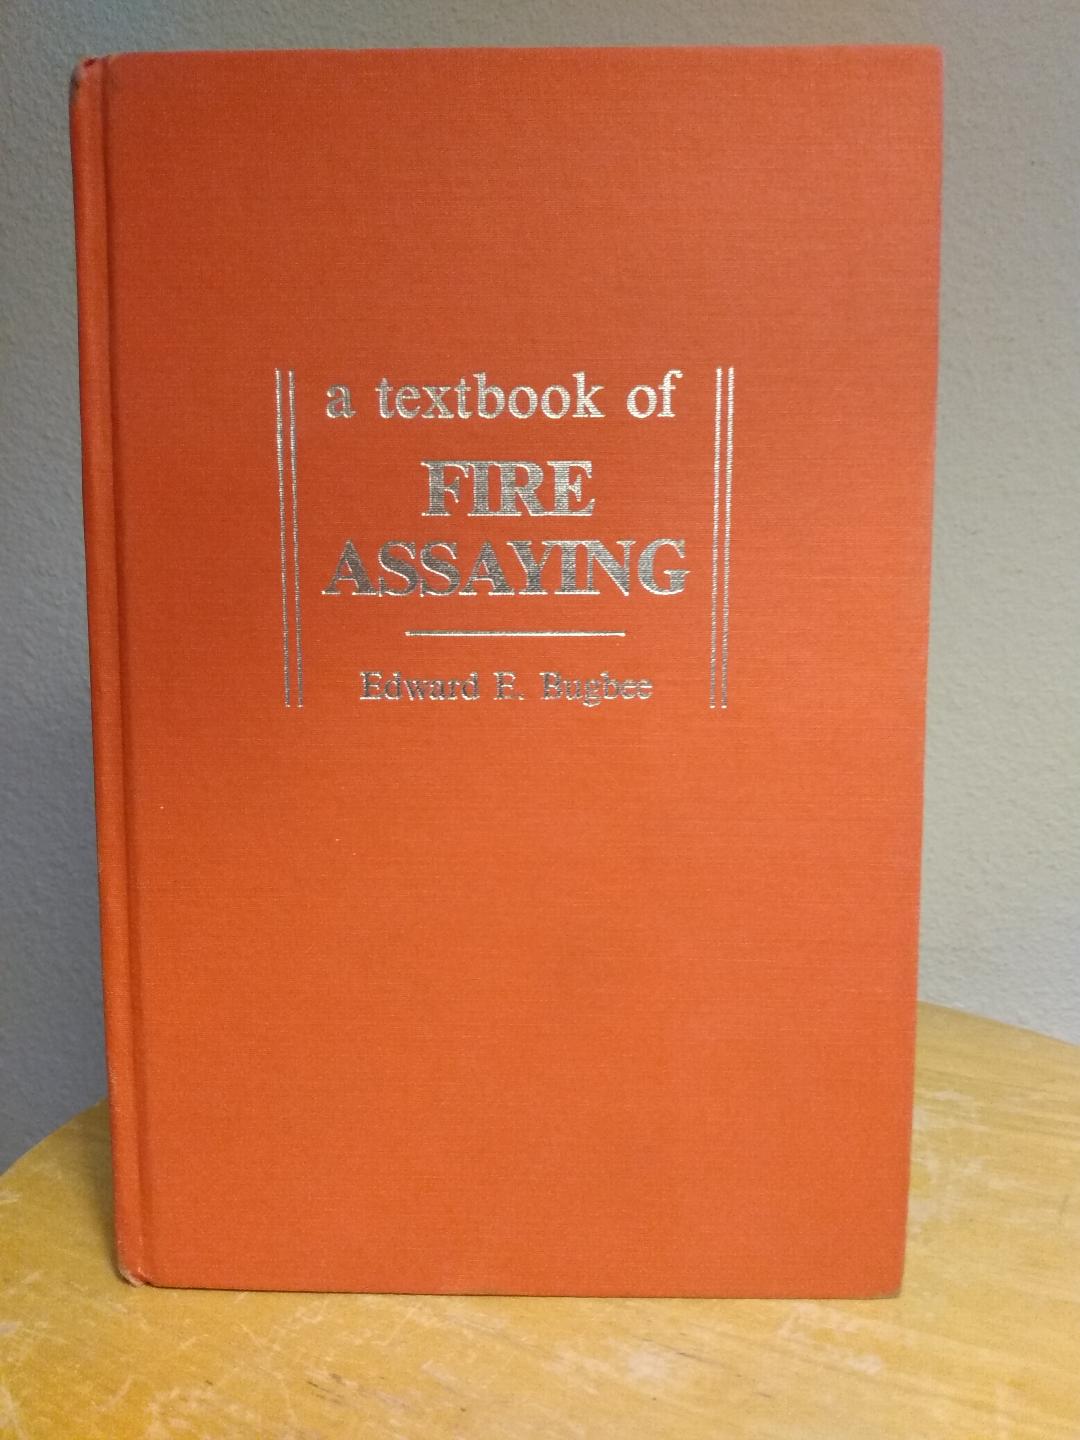 a textbook of
FIRE
ASSAYING
Edward E. Bugbee